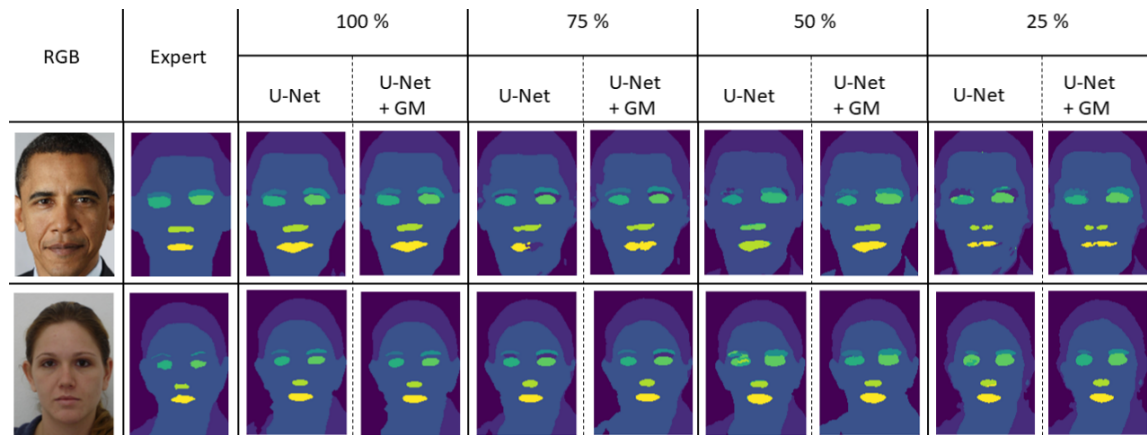 100 %
75 %
50 %
25 %
RGB
Expert
U-Net
U-Net
+ GM
U-Net
U-Net
+ GM
U-Net
U-Net
+ GM
U-Net
U-Net
+ GM